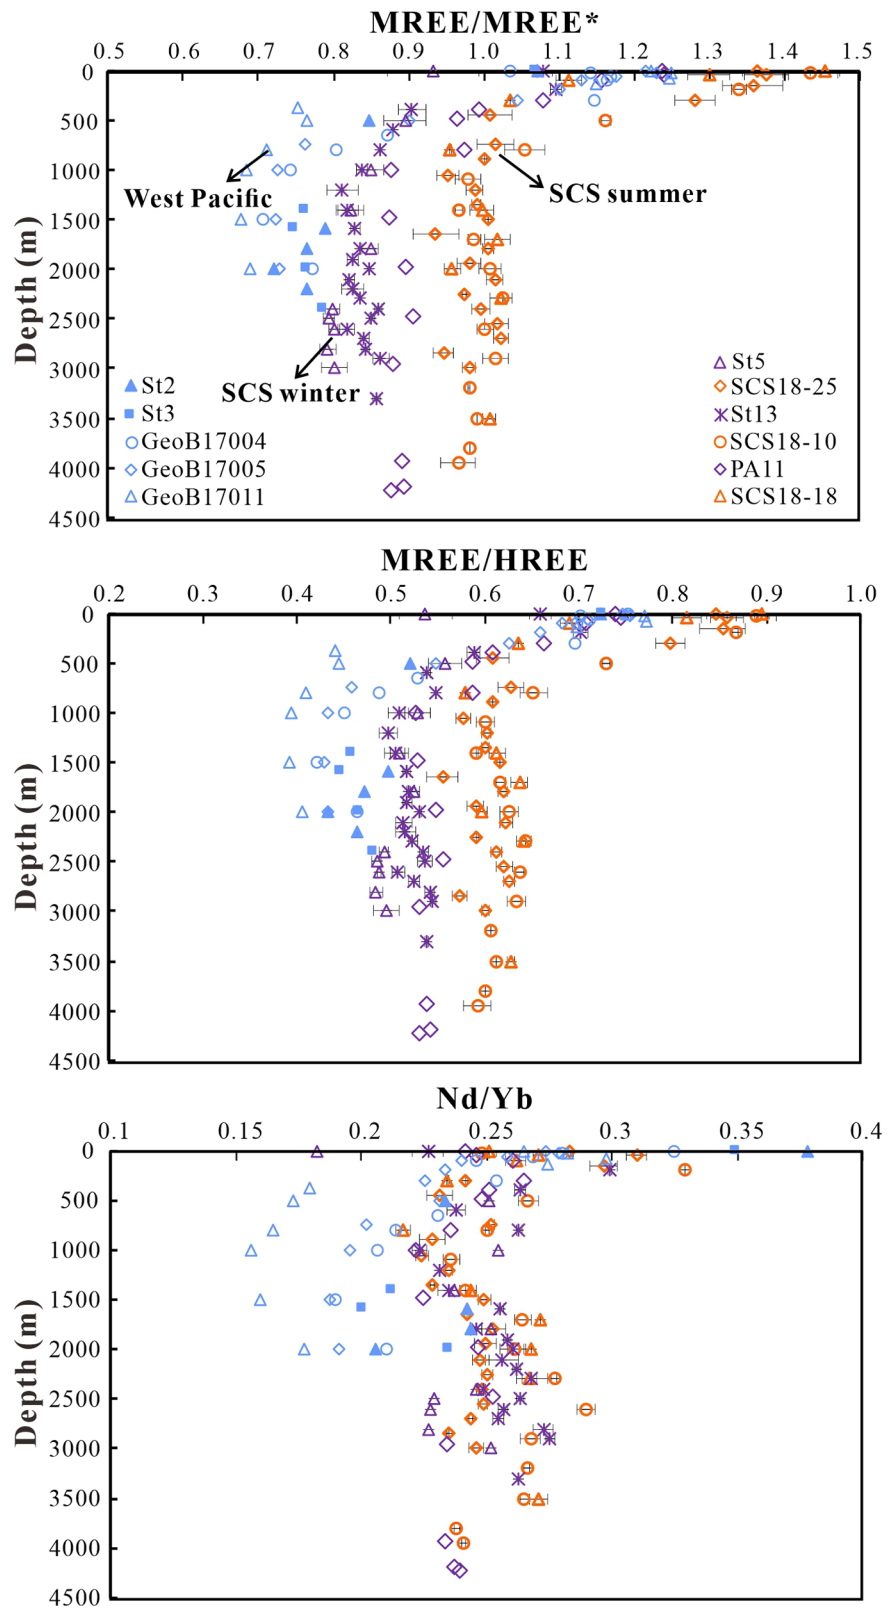 MREE/MREE*
0.5 0.6 0.7 0.8 0.9 1.0 1.1 1.2 1.3 1.4 1.5
0
500
1000
West Pacific
SCS summer
1500
2000
Depth (m)
2500
3000
SCS winter
St2
St5
St3
SCS18-25
3500
St13
GeoB17004
SCS18-10
4000
GeoB17005
PA11
GeoB17011
SCS18-18
4500
MREE/HREE
0.2 0.3 0.4 0.5 0.6 0.7 0.8 0.9 1.0
0
500
1000
1500
2000
Depth (m)
2500
3000
3500
4000
4500
Nd/Yb
0.1 0.15 0.2 0.25 0.3 0.35 0.4
0
500
1000
1500
2000
Depth (m)
2500
3000
3500
4000
4500